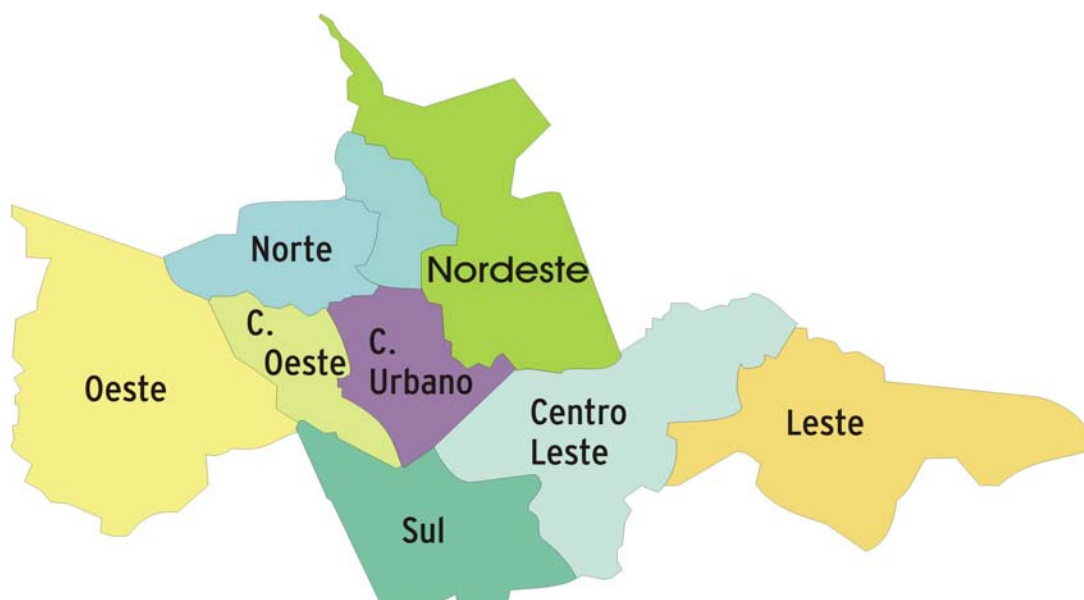 Norte
Nordeste
C.
Oeste
C.
Urbano
Oeste
Centro
Leste
Leste
Sul